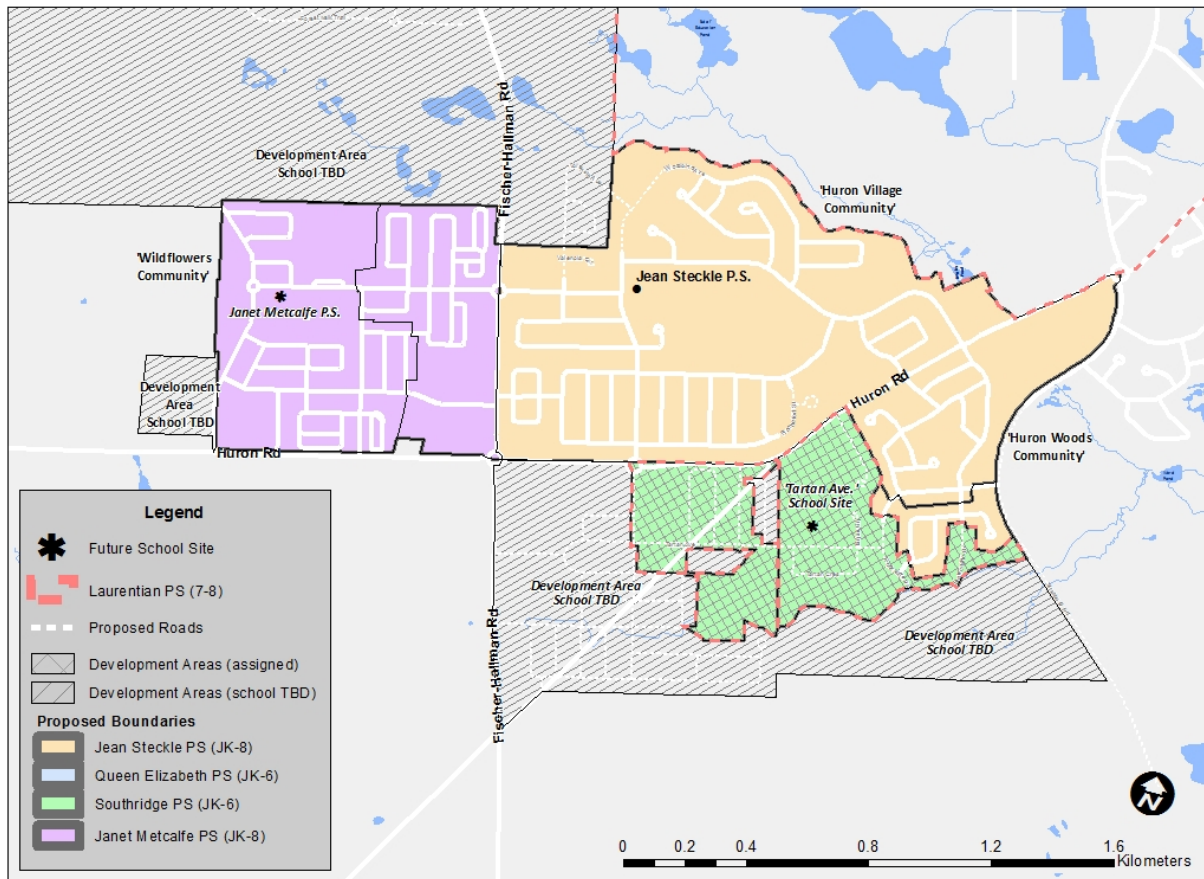 Fischer-Hallman Rd
Development Area
School TBD
'Huron Village
Community'
'Wildflowers
Community'
Jean Steckle P.S.
Janet Metcalfe P.S.
Development
Area
School TBD
Huron Rd
Huron Rd
'Huron Woods
Community'
'Tartan Ave.'
School Site
Development Area
School TBD
Development Area
School TBD
Fischer-Hallman Rd
Legend
Future School Site
Laurentian PS (7-8)
Proposed Roads
Development Areas (assigned)
Development Areas (school TBD)
Proposed Boundaries
Jean Steckle PS (JK-8)
Queen Elizabeth PS (JK-6)
Southridge PS (JK-6)
Janet Metcalfe PS (JK-8)
N
0 0.2 0.4 0.8 1.2 1.6
Kilometers